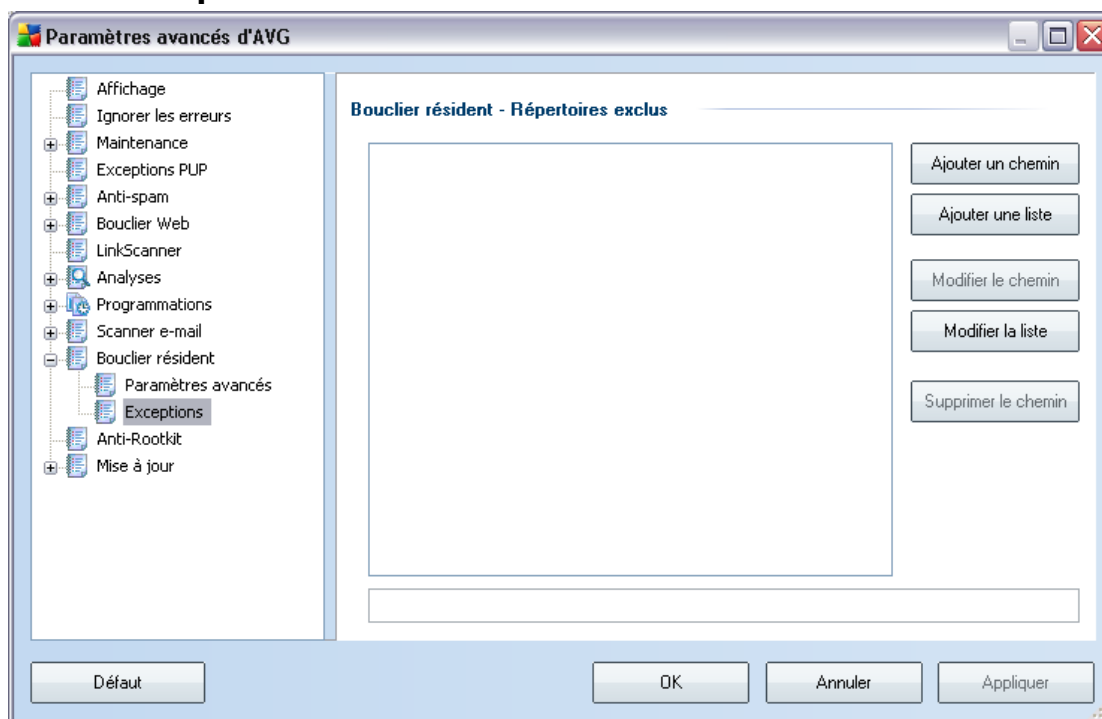 Paramètres avancés d'AVG
Affichage
Ignorer les erreurs
Maintenance
Exceptions PUP
Anti-spam
Bouclier Web
LinkScanner
Analyses
Programmations
Scanner e-mail
Bouclier résident
Paramètres avancés
Exceptions
Anti-Rootkit
Mise à jour
Bouclier résident - Répertoires exclus
Ajouter un chemin
Ajouter une liste
Modifier le chemin
Modifier la liste
Supprimer le chemin
Défaut
OK
Annuler
Appliquer